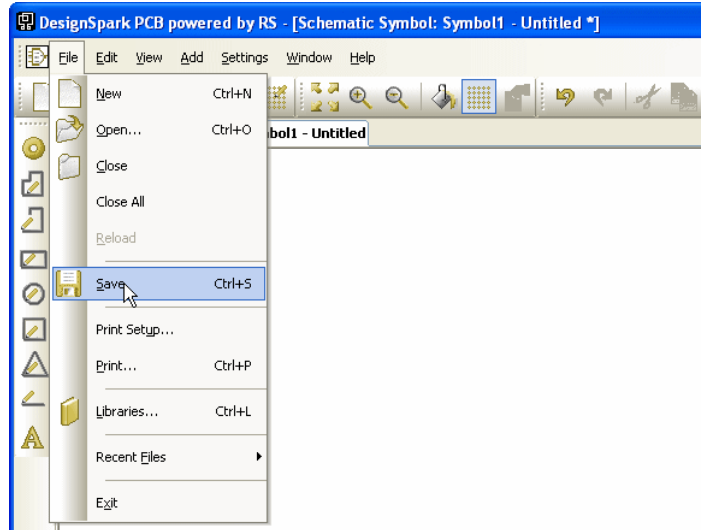 DesignSpark PCB powered by RS - [Schematic Symbol: Symbol1 - Untitled *]
File Edit View Add Settings Window Help
New Ctrl+N
Open... Ctrl+O
bol1 - Untitled
Close
Close All
Reload
Save Ctrl+S
Print Setup...
Print... Ctrl+P
Libraries... Ctrl+L
A
Recent Files
Exit